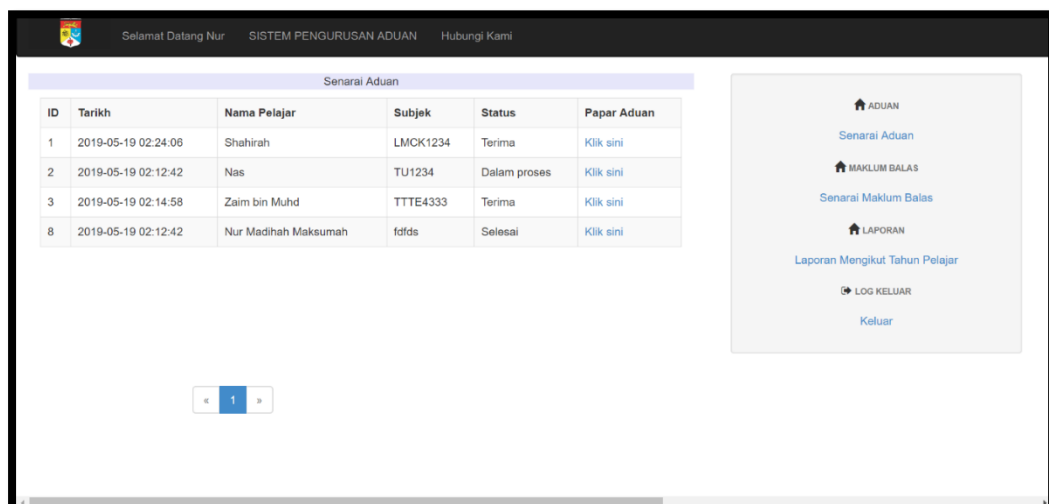 Selamat Datang Nur SISTEM PENGURUSAN ADUAN Hubungi Kami
Senarai Aduan
ID Tarikh Nama Pelajar Subjek Status Papar Aduan
1 2019-05-19 02:24:06 Shahirah LMCK1234 Terima Klik sini
2 2019-05-19 02:12:42 Nas TU1234 Dalam proses Klik sini
3 2019-05-19 02:14:58 Zaim bin Muhd TTTE4333 Terima Klik sini
8 2019-05-19 02:12:42 Nur Madihah Maksumah fdfds Selesai Klik sini
« 1 »
ADUAN
Senarai Aduan
MAKLUM BALAS
Senarai Maklum Balas
LAPORAN
Laporan Mengikut Tahun Pelajar
LOG KELUAR
Keluar